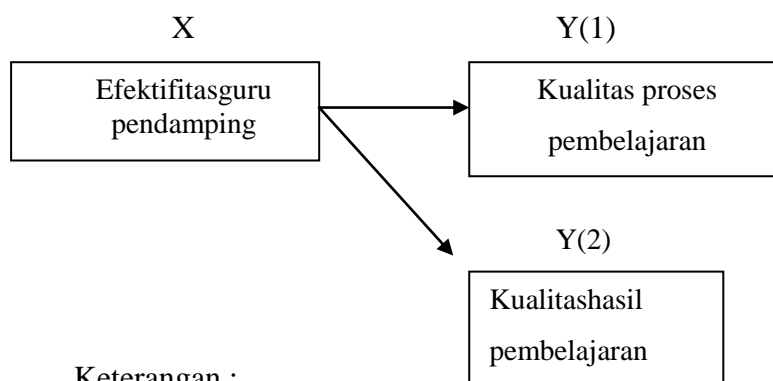 X
Y(1)
Efektifitasguru
pendamping
Kualitas proses
pembelajaran
Y(2)
Kualitashasil
pembelajaran
Keterangan :